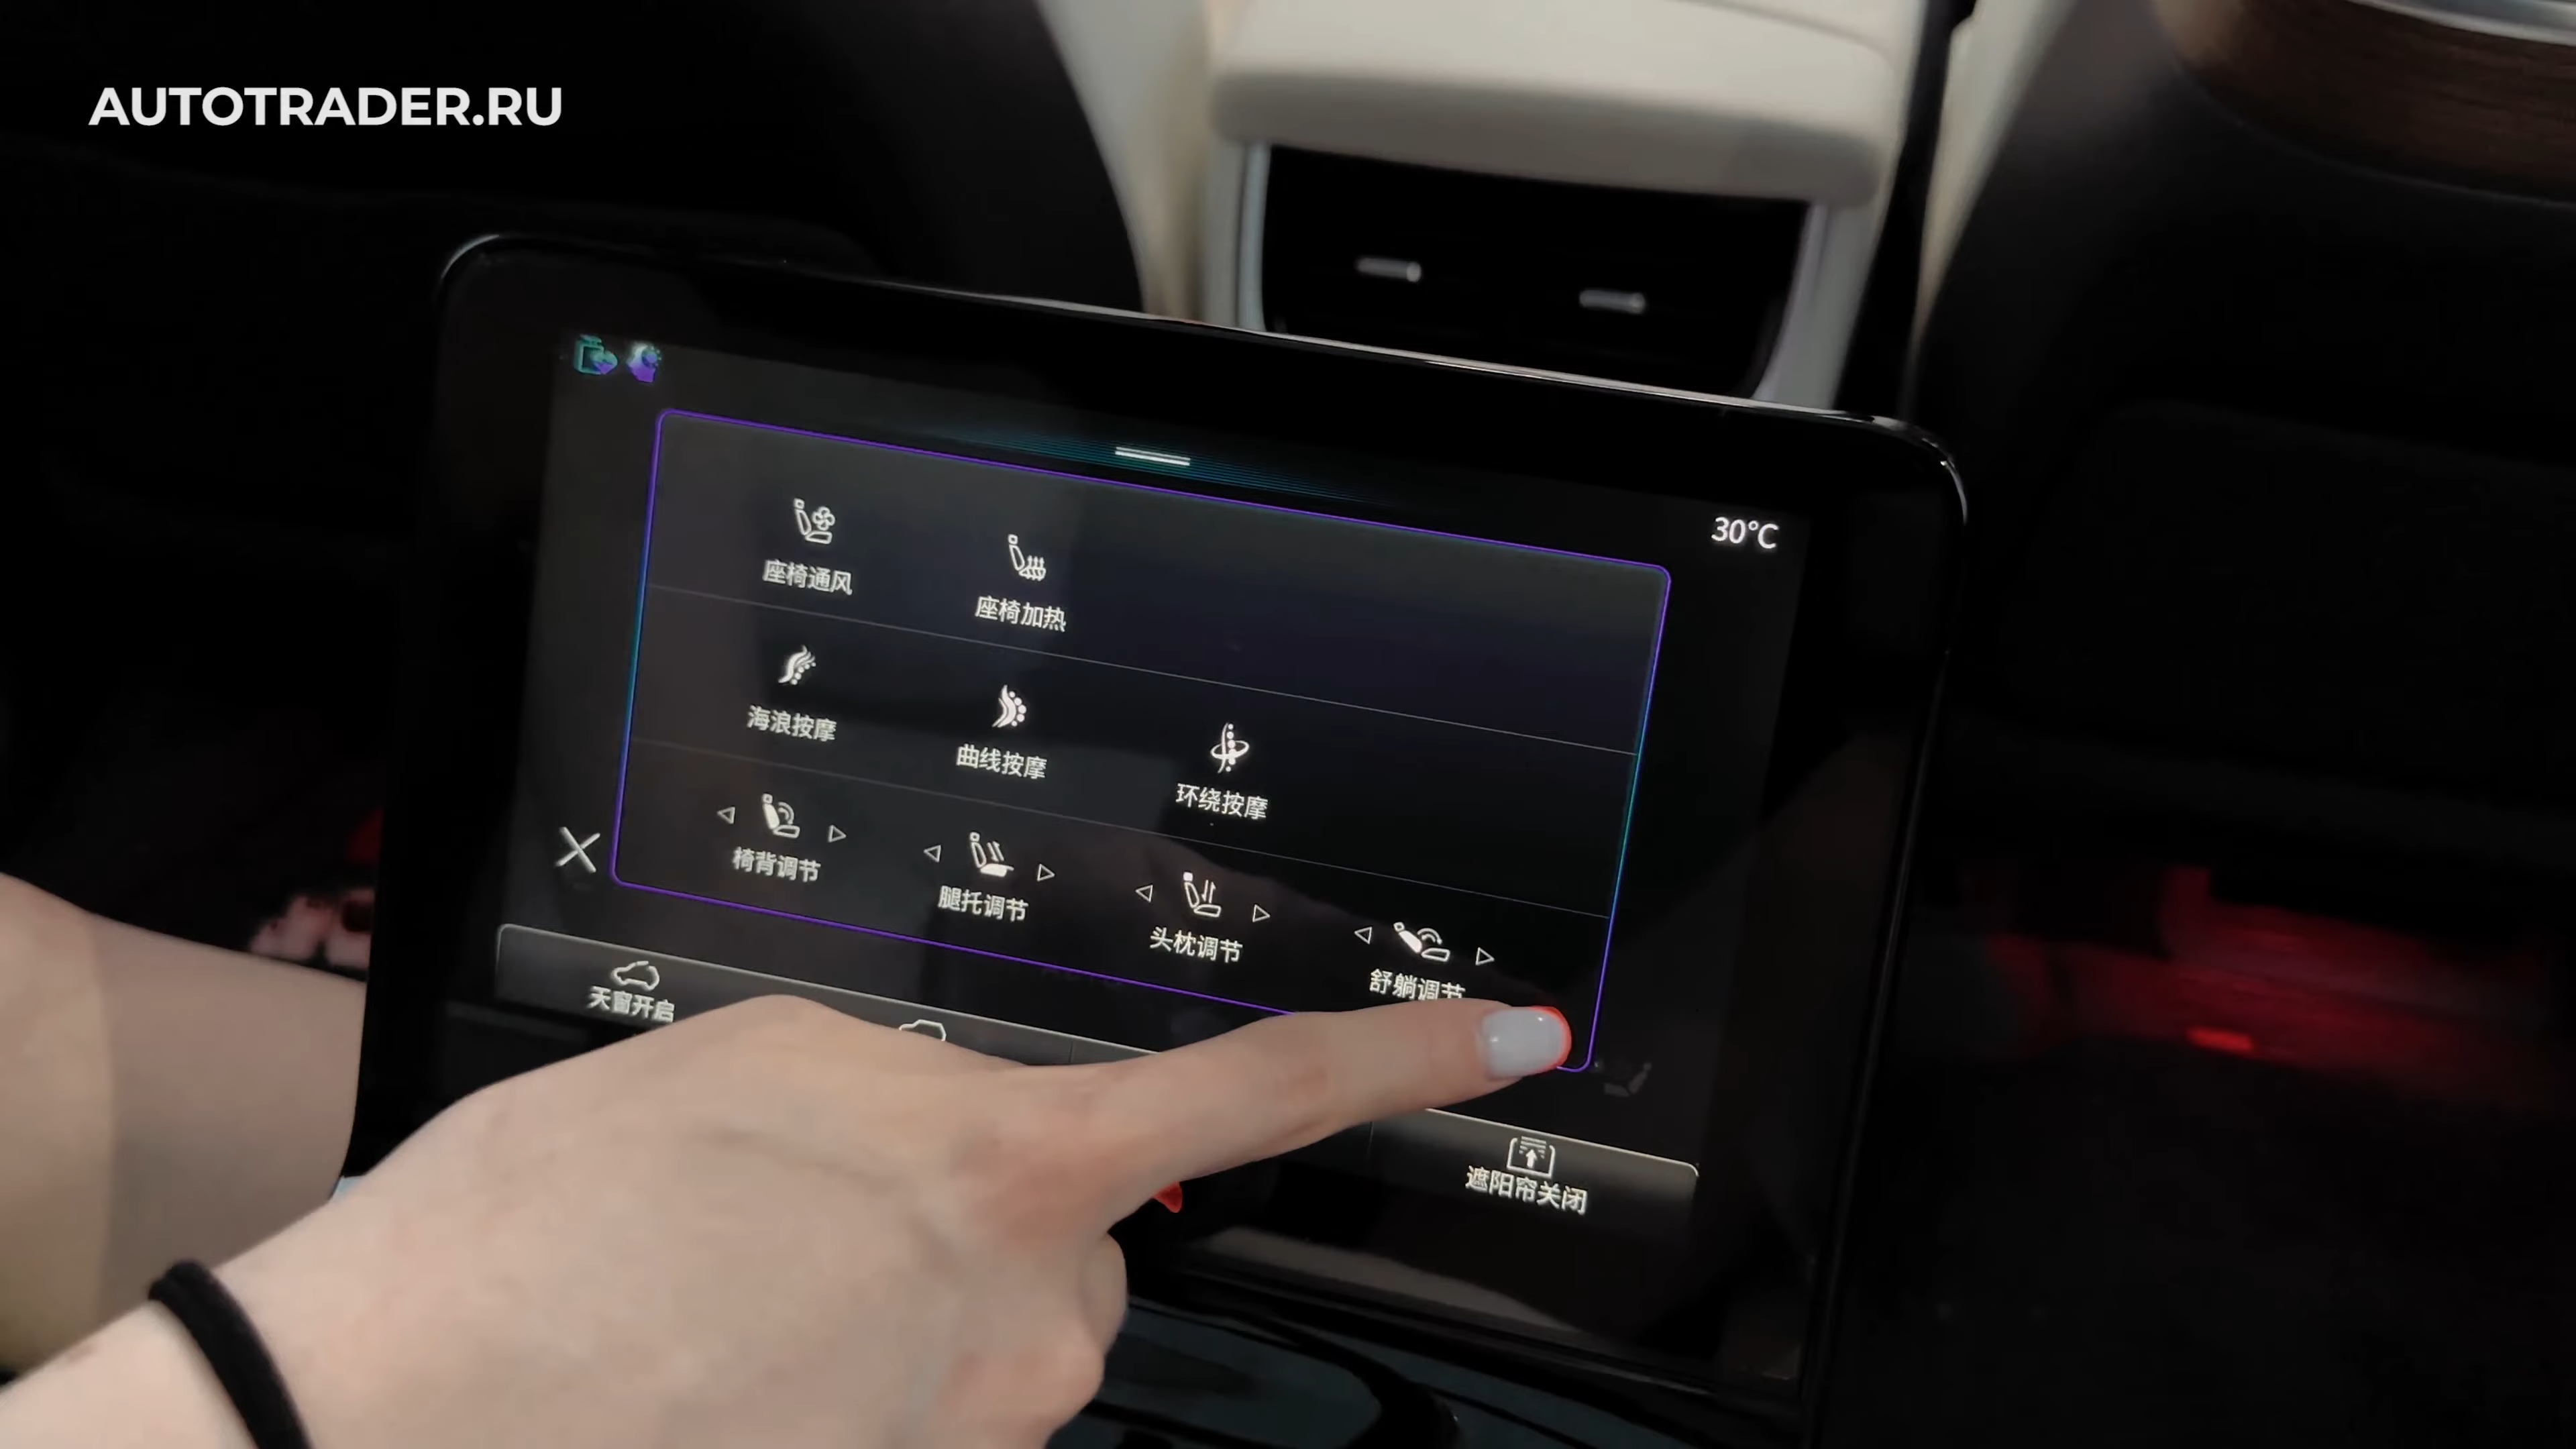 AUTOTRADER.RU
30°C
座椅通风
座椅加热
海浪按摩
曲线按摩
环绕按摩
椅背调节
腿托调节
头枕调节
舒躺调节
天窗开启
遮阳帘关闭